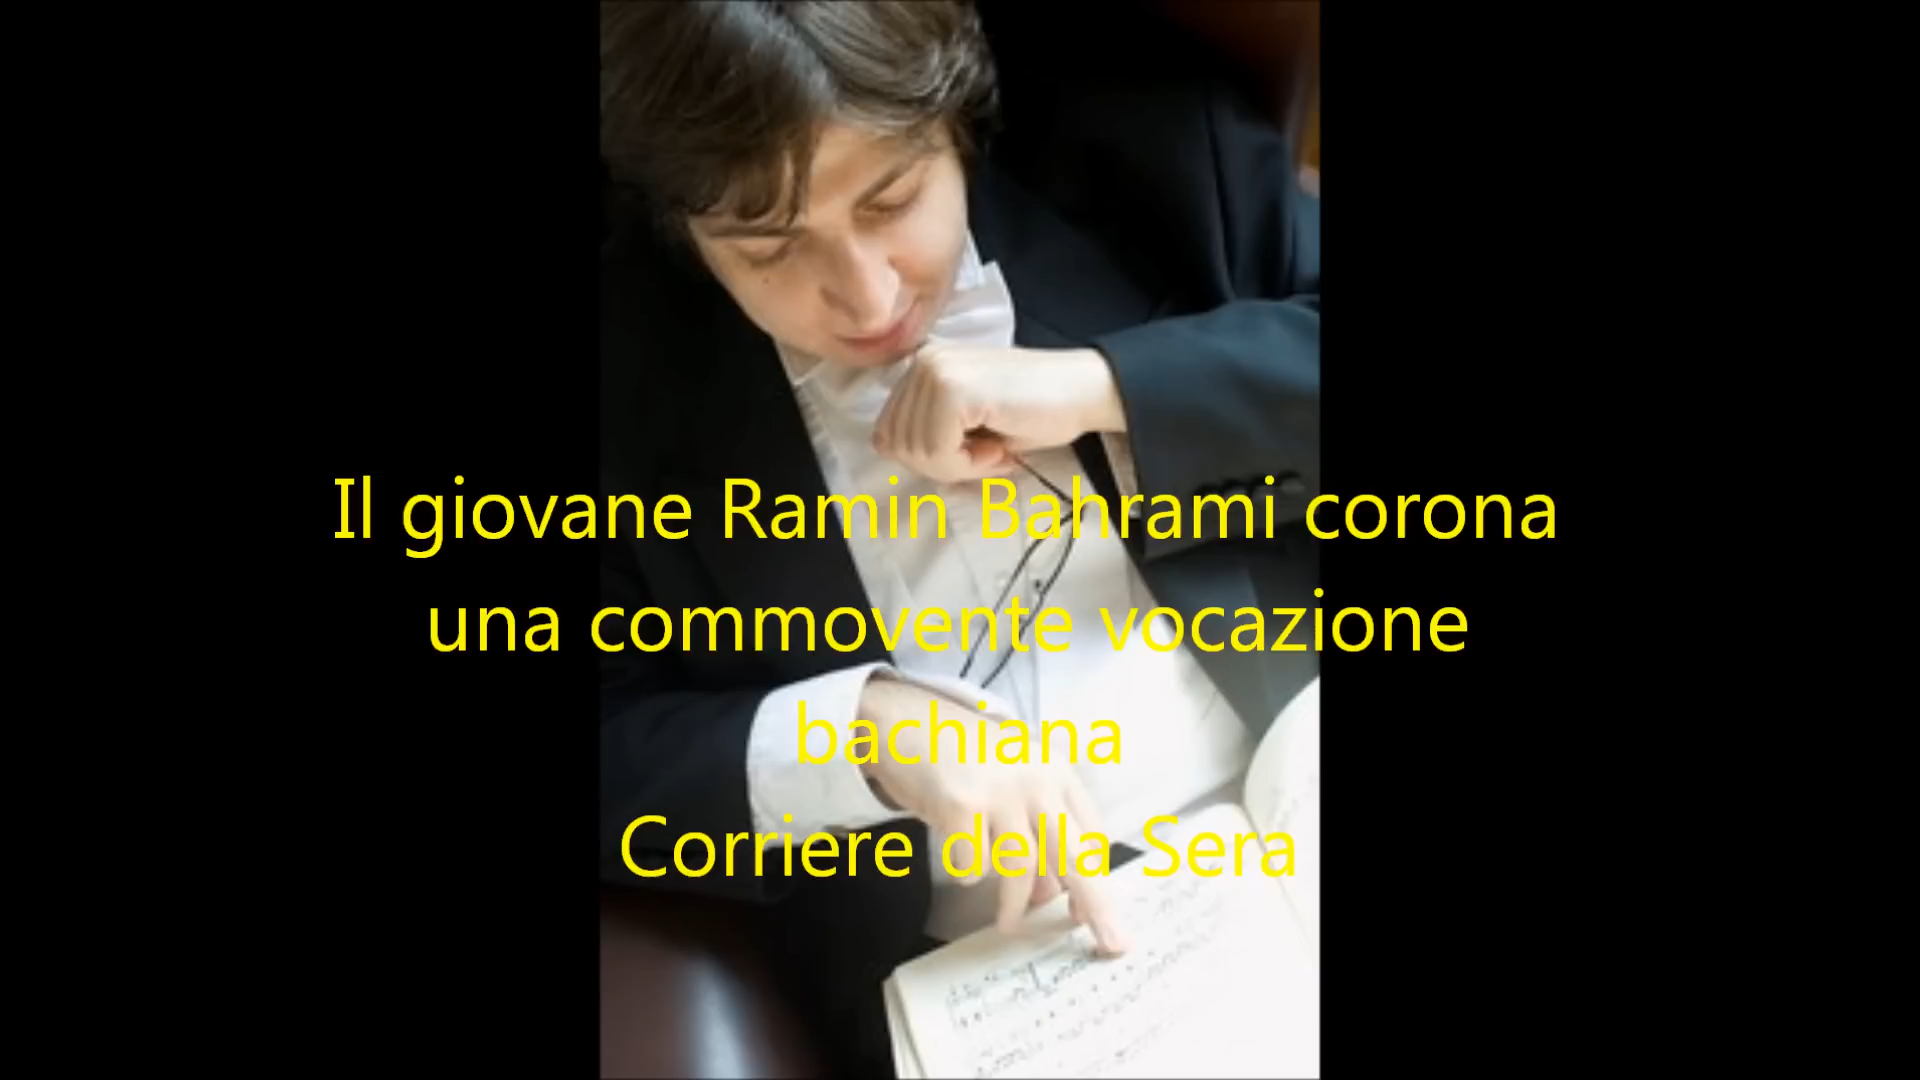 Il giovane Ramin Bahrami corona
una commovente vocazione
bachiana
Corriere della Sera